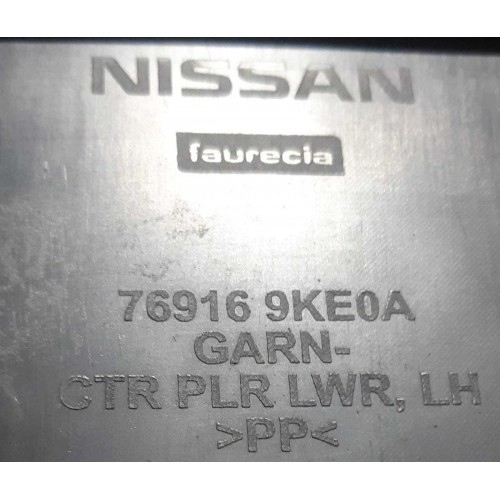 NISSAN
faurecia
76916 9KE0A
GARN-
CTR PLR LWR, LH
>PP<